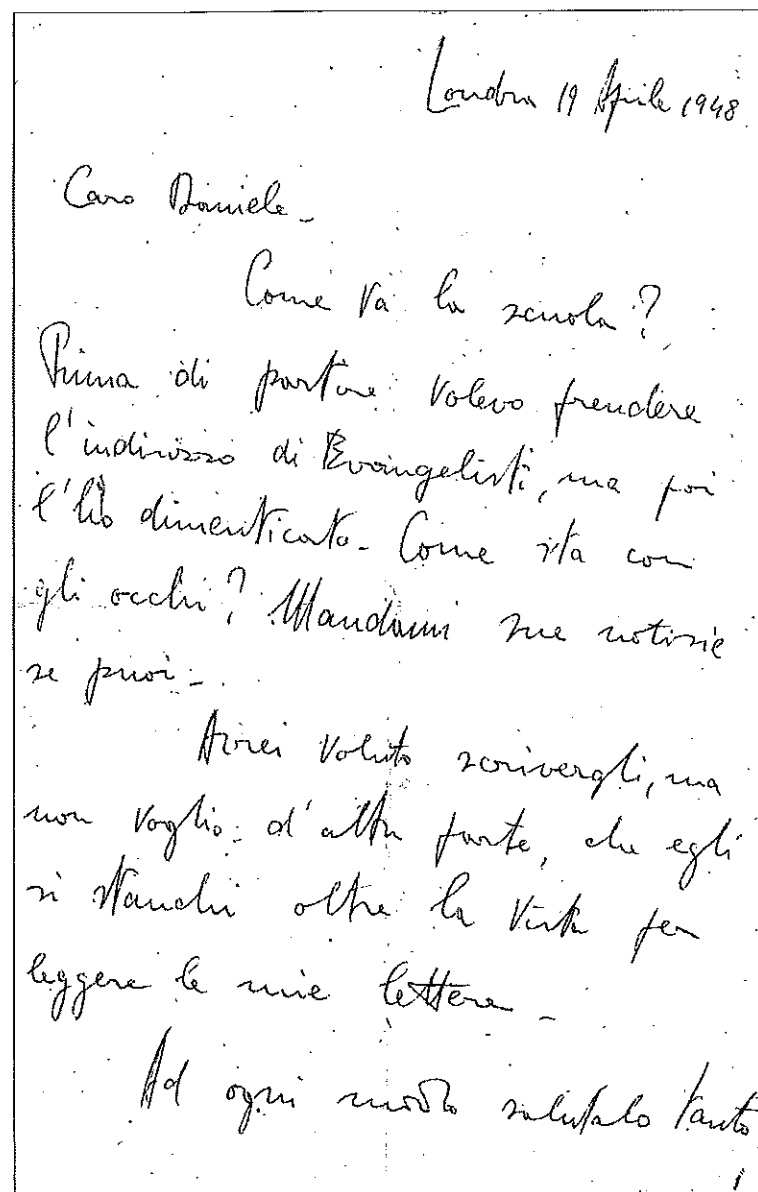 Londra 19 Aprile 1948
Caro Daniele -
Come va la scuola?
Prima di partire volevo prendere
l'indirizzo di Evangelisti, ma poi
l'ho dimenticato - Come sta con
gli occhi? Mandami sue notizie
se puoi -
Avrei voluto scrivergli, ma
non voglio d'altra parte, che egli
si stanchi oltre la vista per
leggere le mie lettere -
Ad ogni modo salutalo tanto